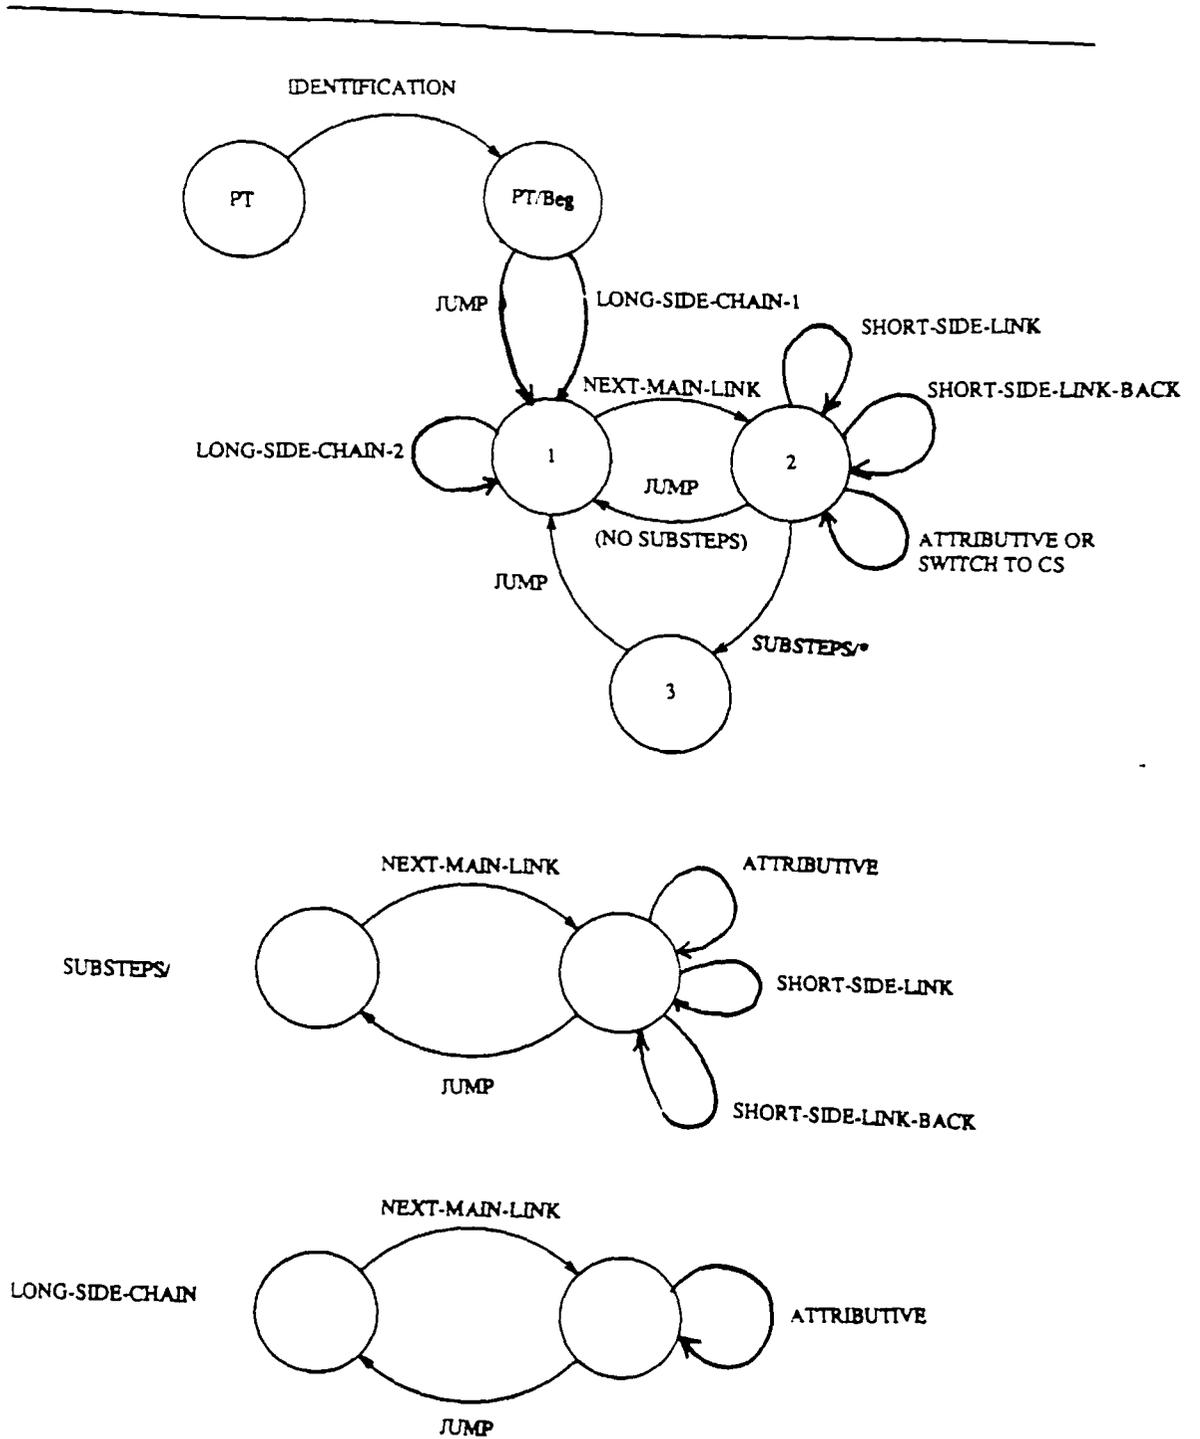 IDENTIFICATION
PT
PT/Beg
JUMP
LONG-SIDE-CHAIN-1
SHORT-SIDE-LINK
NEXT-MAIN-LINK
SHORT-SIDE-LINK-BACK
LONG-SIDE-CHAIN-2
1
2
JUMP
(NO SUBSTEPS)
ATTRIBUTIVE OR
SWITCH TO CS
JUMP
SUBSTEPS/*
3
NEXT-MAIN-LINK
ATTRIBUTIVE
SUBSTEPS/
SHORT-SIDE-LINK
JUMP
SHORT-SIDE-LINK-BACK
NEXT-MAIN-LINK
LONG-SIDE-CHAIN
ATTRIBUTIVE
JUMP